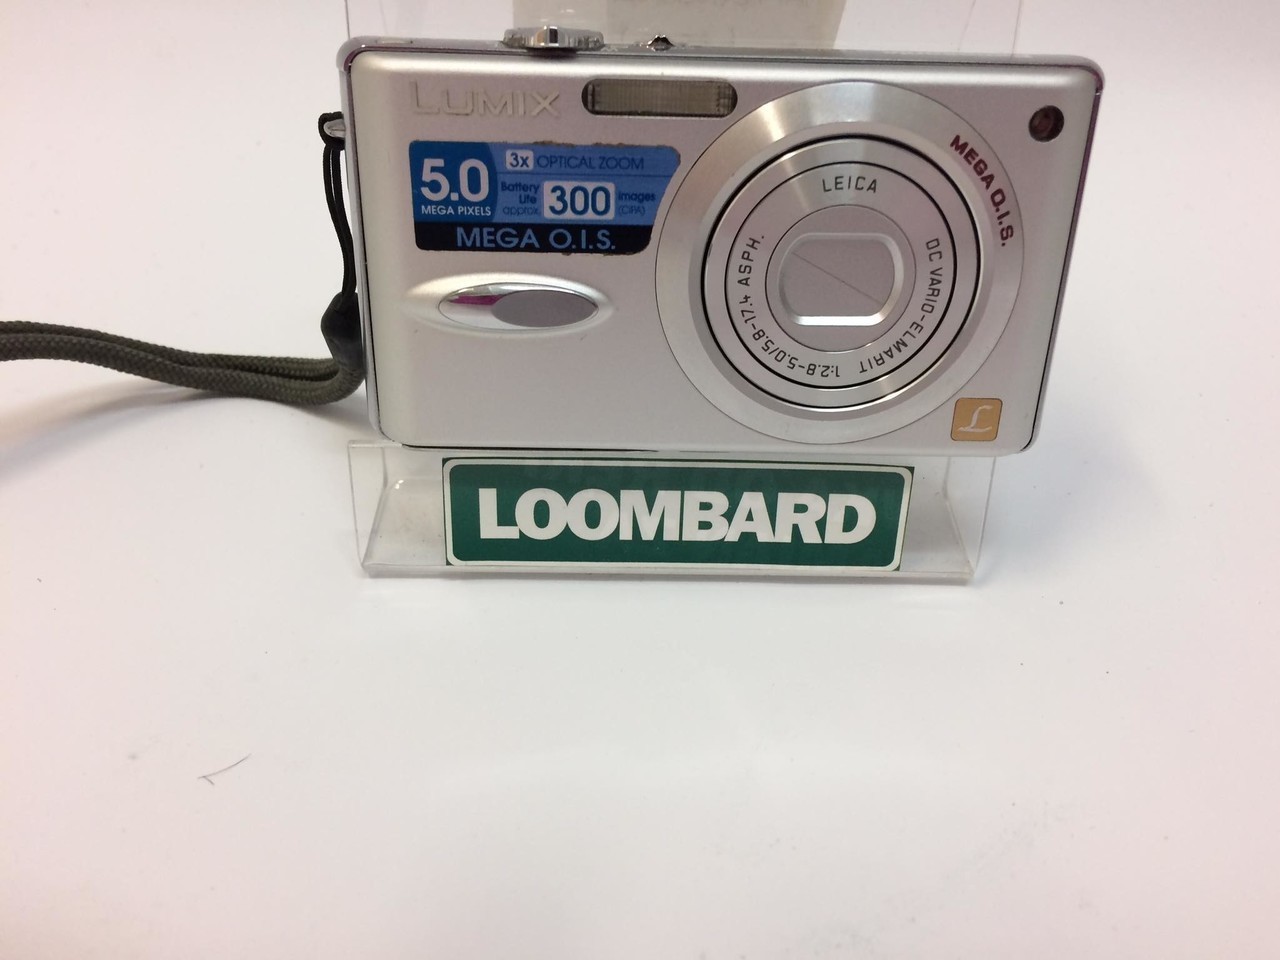 LUMIX
5.0
MEGA PIXELS
3x OPTICAL ZOOM
Battery
Life
approx.
300
images
(CIPA)
MEGA O.I.S.
MEGA O.I.S.
LEICA
DC VARIO-ELMARIT
1:2.8-5.0/5.8-17.4 ASPH.
L
LOOMBARD